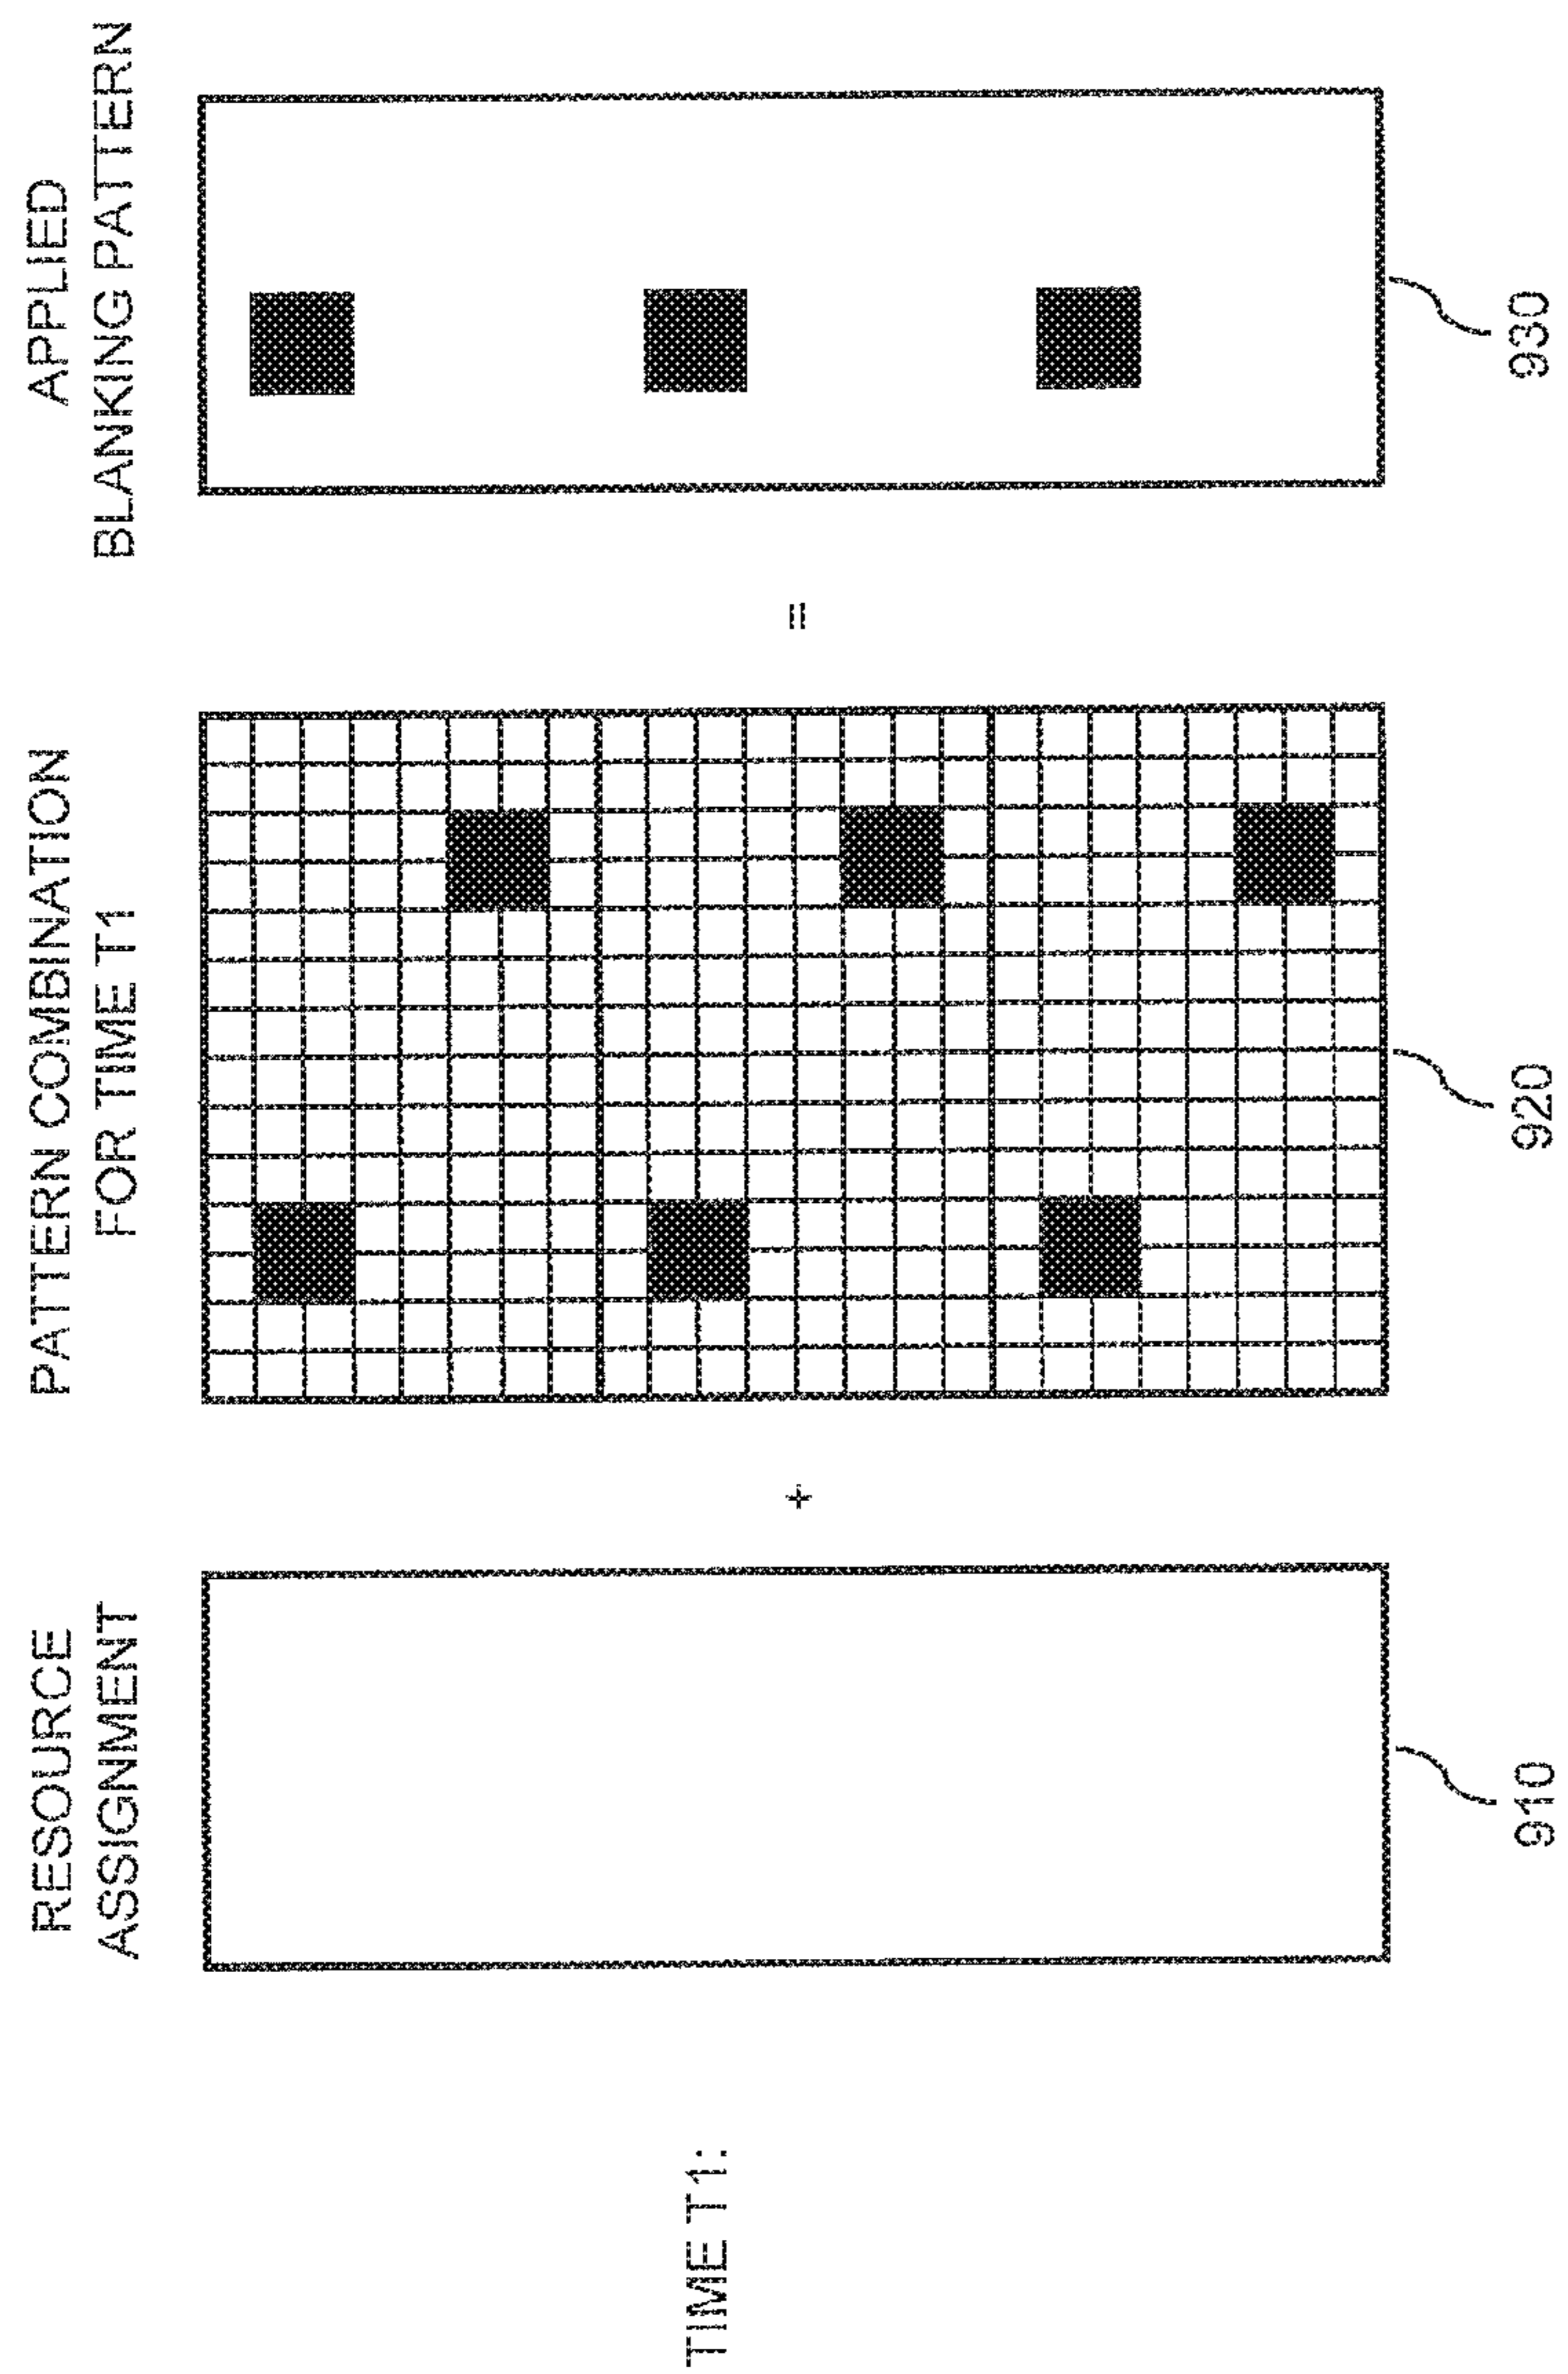 TIME T1:
RESOURCE
ASSIGNMENT
910
+
PATTERN COMBINATION
FOR TIME T1
920
=
APPLIED
BLANKING PATTERN
930